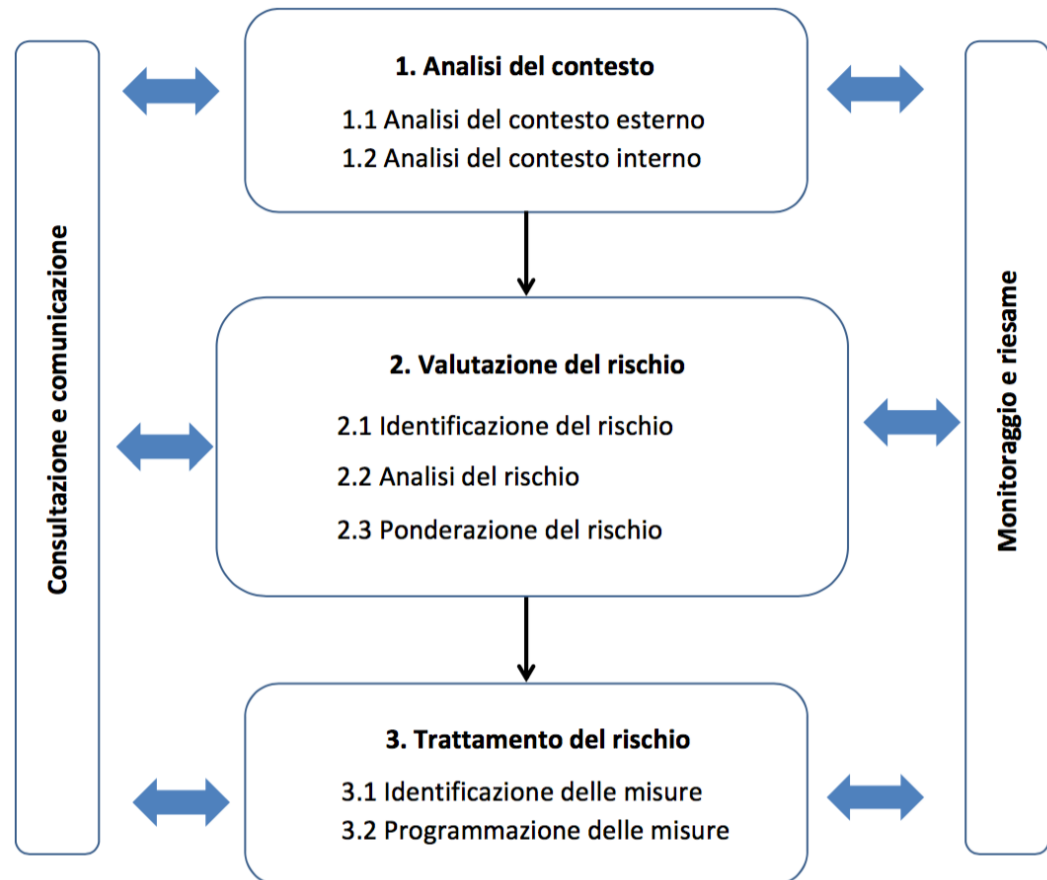 Consultazione e comunicazione
1. Analisi del contesto
1.1 Analisi del contesto esterno
1.2 Analisi del contesto interno
2. Valutazione del rischio
2.1 Identificazione del rischio
2.2 Analisi del rischio
2.3 Ponderazione del rischio
3. Trattamento del rischio
3.1 Identificazione delle misure
3.2 Programmazione delle misure
Monitoraggio e riesame